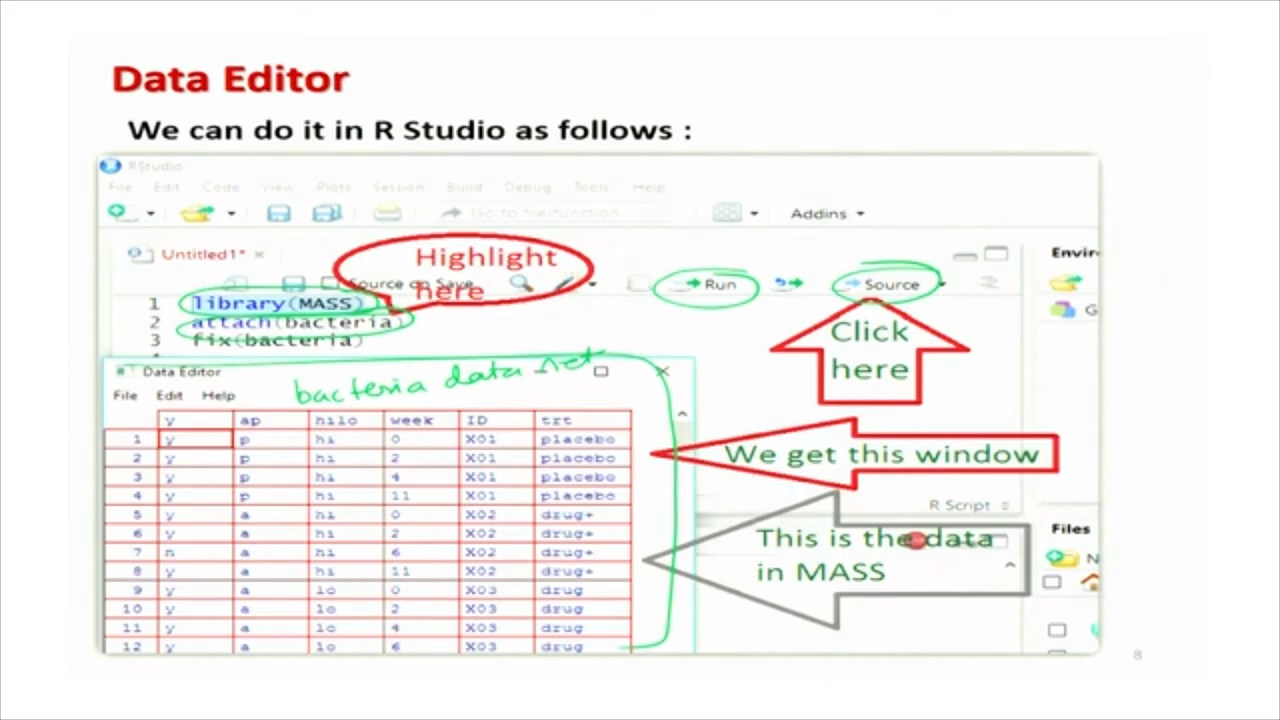 Data Editor
We can do it in R Studio as follows :
RStudio
File Edit Code View Plots Session Build Debug Tools Help
Go to file/function Addins
Untitled1* Highlight Envir
Source on Save here Run Source
1 library(MASS)
2 attach(bacteria)
3 fix(bacteria)
Click
here
Data Editor
bacteria data set
File Edit Help
y ap hilo week ID trt
1 y p hi 0 X01 placebo
2 y p hi 2 X01 placebo
3 y p hi 4 X01 placebo
4 y p hi 11 X01 placebo
5 y a hi 0 X02 drug+
6 y a hi 2 X02 drug+
7 n a hi 6 X02 drug+
8 y a hi 11 X02 drug+
9 y a lo 0 X03 drug
10 y a lo 2 X03 drug
11 y a lo 4 X03 drug
12 y a lo 6 X03 drug
We get this window
R Script
This is the data
in MASS
Files
N
8